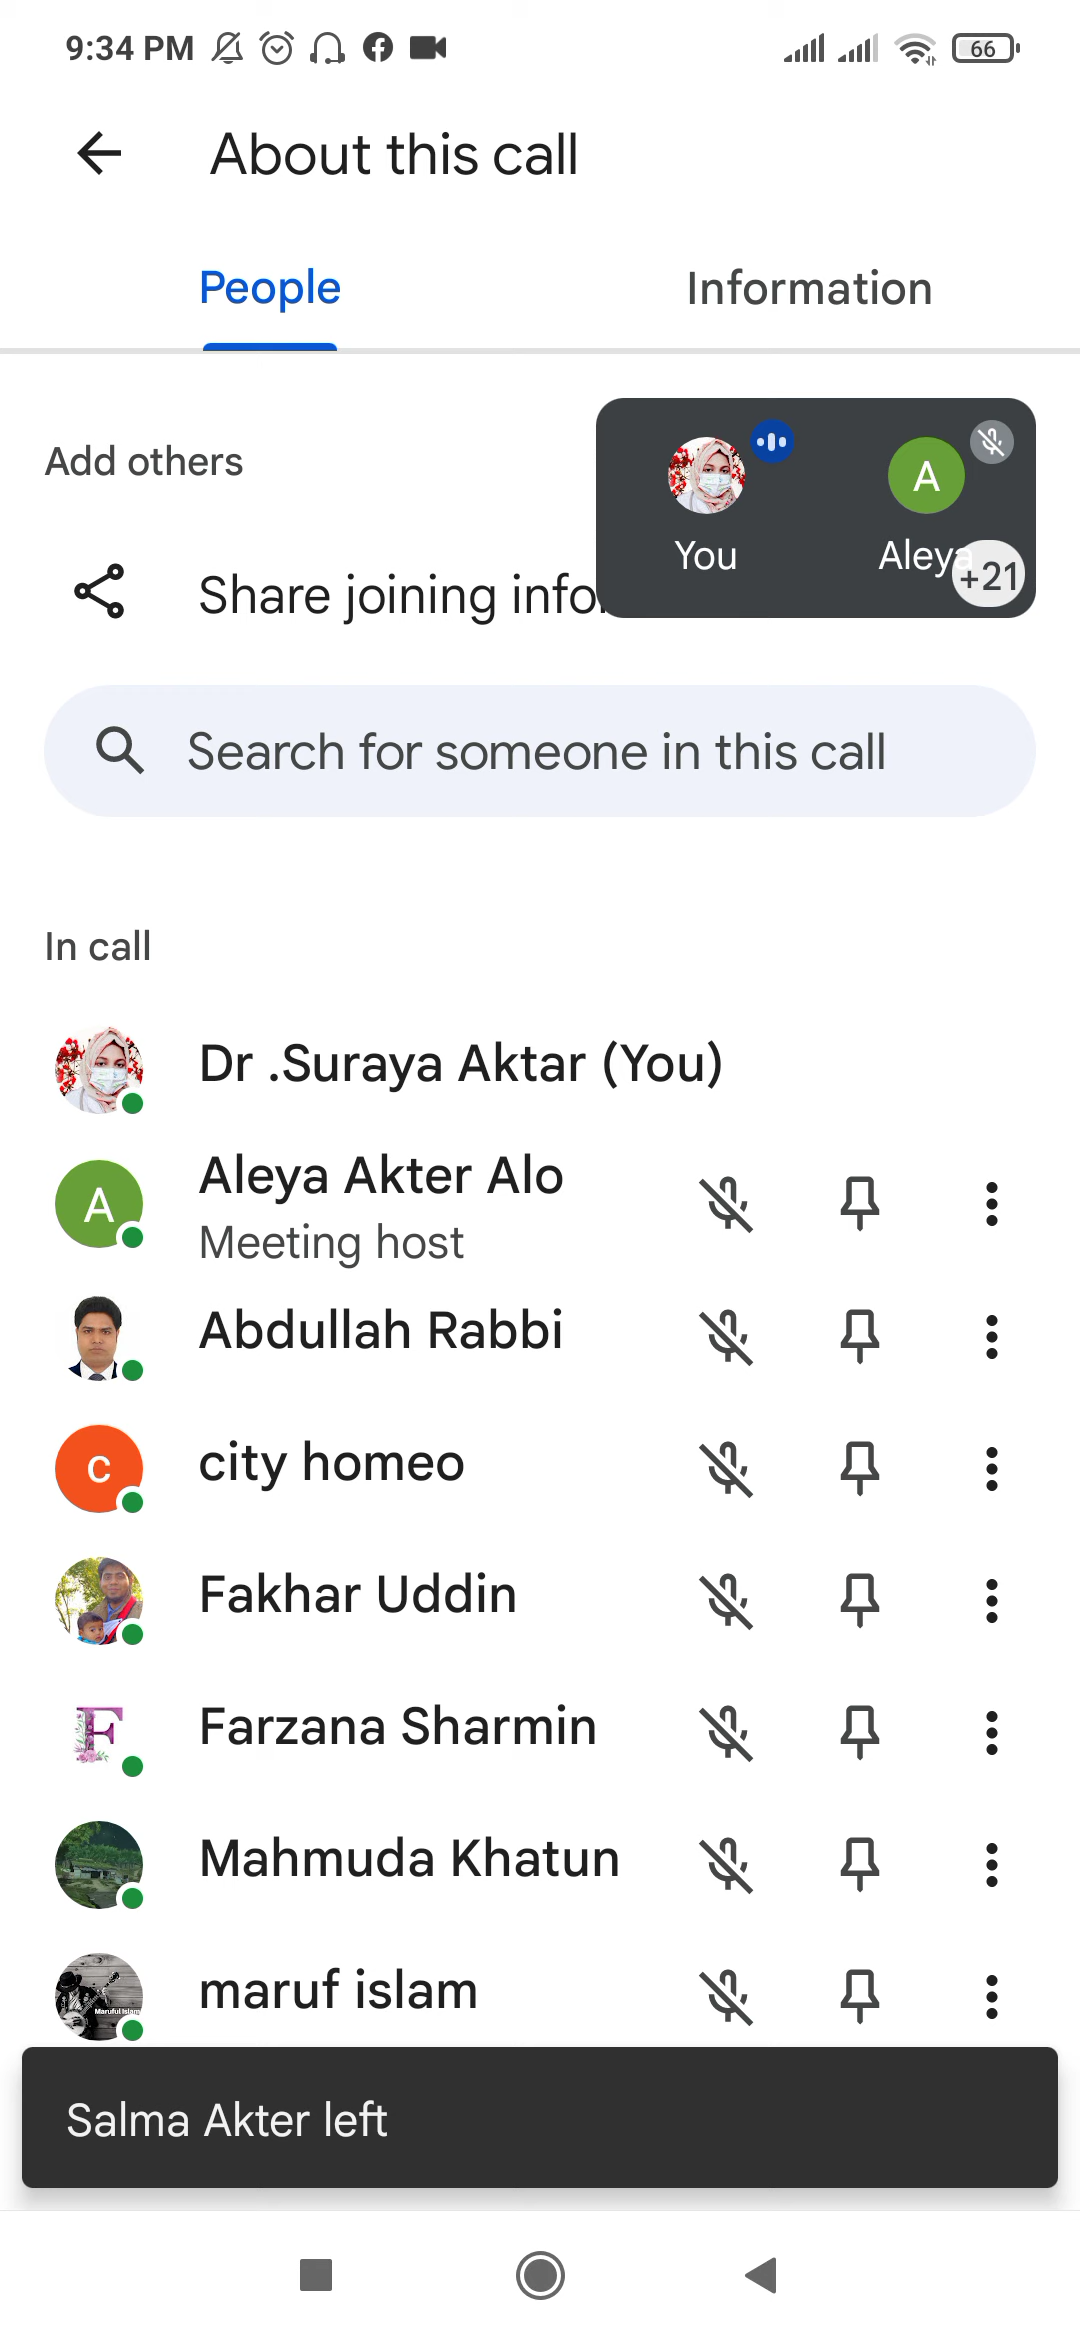 9:34 PM
66
About this call
People
Information
Add others
You
A
Aleya
+21
Share joining info
Search for someone in this call
In call
Dr .Suraya Aktar (You)
A
Aleya Akter Alo
Meeting host
Abdullah Rabbi
c
city homeo
Fakhar Uddin
F
Farzana Sharmin
Mahmuda Khatun
Maruful Islam
maruf islam
Salma Akter left